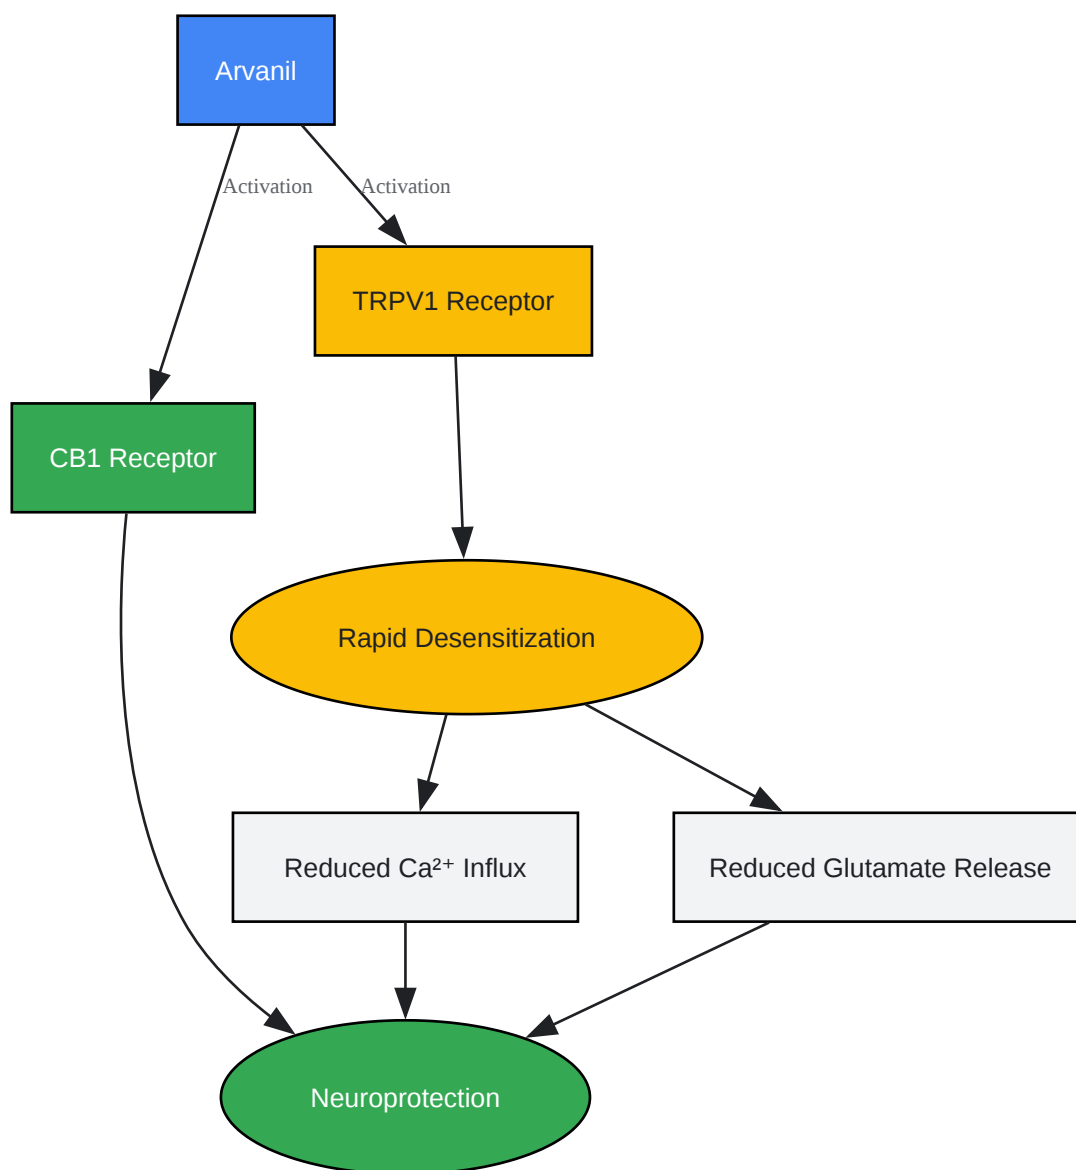 Arvanil
Activation
Activation
TRPV1 Receptor
CB1 Receptor
Rapid Desensitization
Reduced Ca²⁺ Influx
Reduced Glutamate Release
Neuroprotection